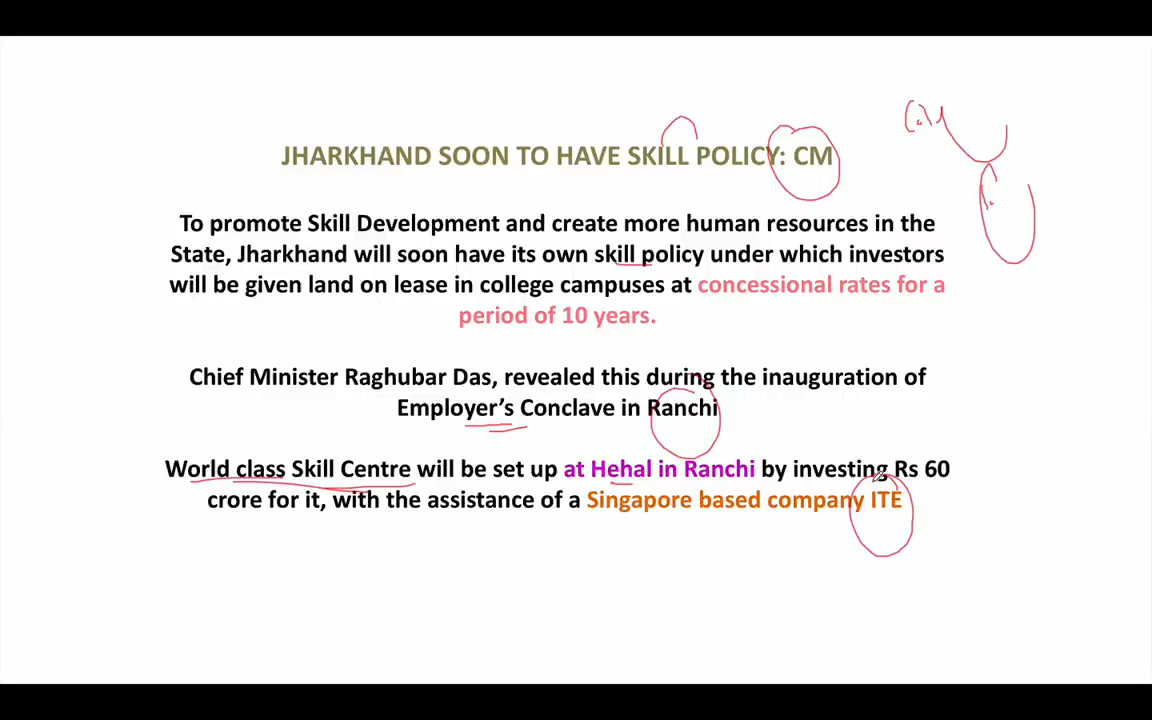 JHARKHAND SOON TO HAVE SKILL POLICY: CM
To promote Skill Development and create more human resources in the
State, Jharkhand will soon have its own skill policy under which investors
will be given land on lease in college campuses at concessional rates for a
period of 10 years.
Chief Minister Raghubar Das, revealed this during the inauguration of
Employer’s Conclave in Ranchi
World class Skill Centre will be set up at Hehal in Ranchi by investing Rs 60
crore for it, with the assistance of a Singapore based company ITE